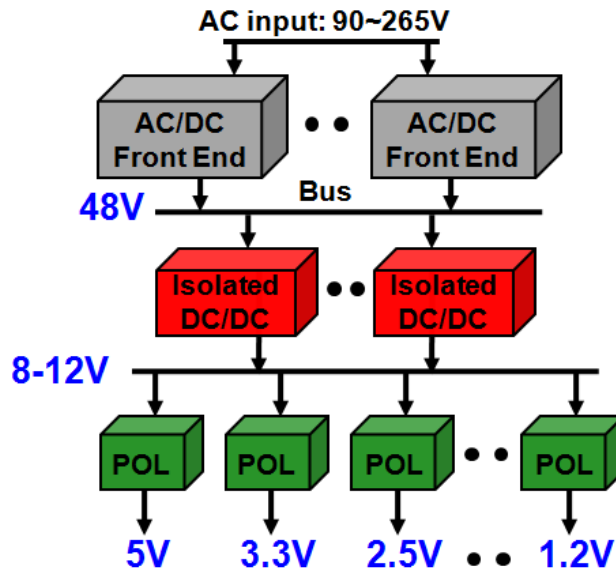 AC input: 90~265V
AC/DC
Front End
AC/DC
Front End
Bus
48V
Isolated
DC/DC
Isolated
DC/DC
8-12V
POL
POL
POL
POL
5V
3.3V
2.5V
1.2V